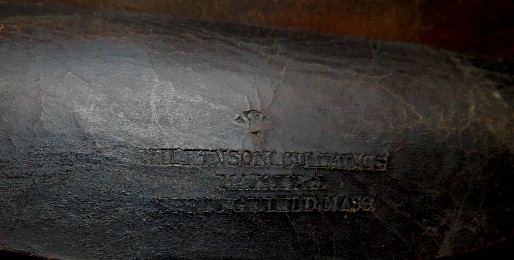 WILKINSON CUMMINGS
MAKERS
SPRINGFIELD. MASS